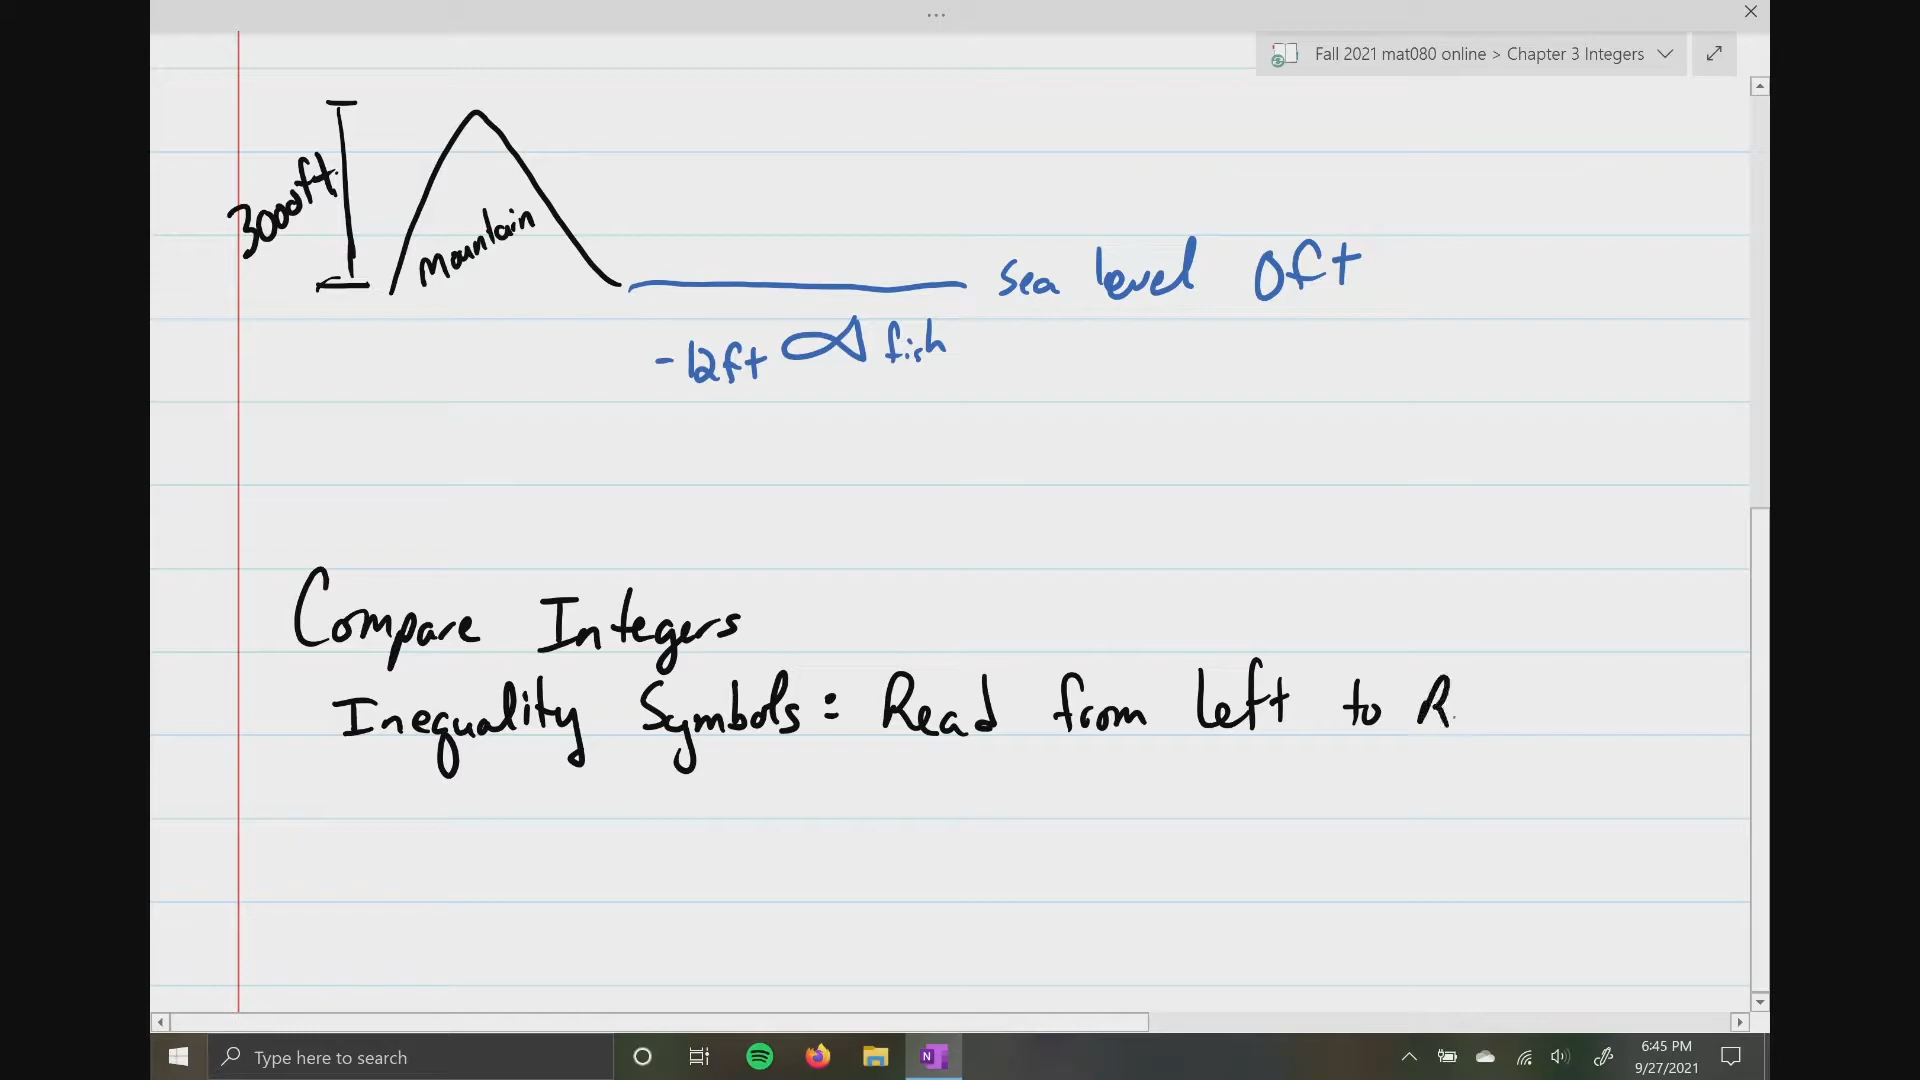 Fall 2021 mat080 online > Chapter 3 Integers
3000ft.
Mountain
Sea level 0ft
-12ft fish
Compare Integers
Inequality Symbols: Read from left to R
Type here to search
N
6:45 PM
9/27/2021